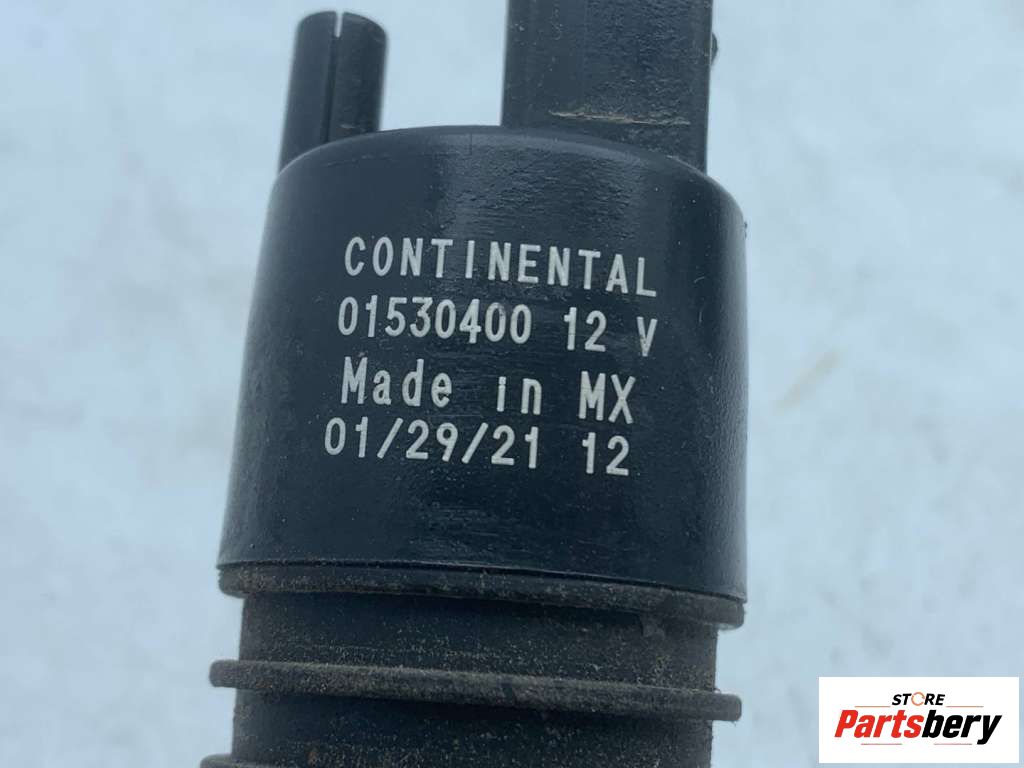 CONTINENTAL
01530400 12 V
Made in MX
01/29/21 12
STORE
Partsbery